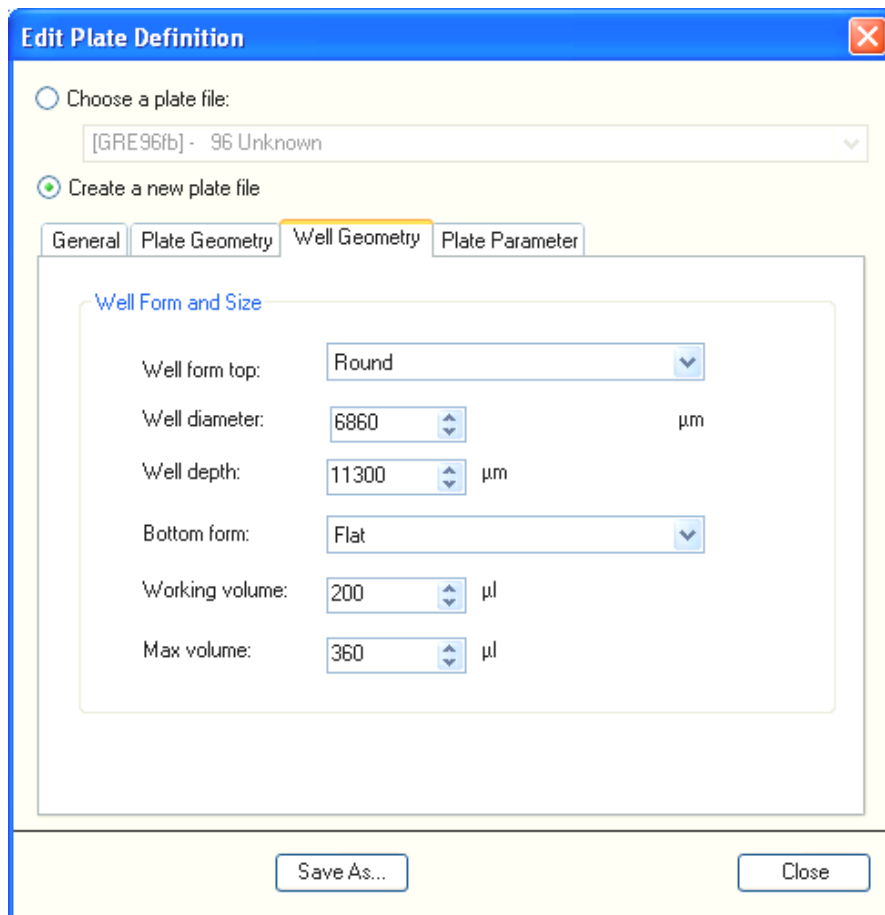 Edit Plate Definition
Choose a plate file:
[GRE96fb] - 96 Unknown
Create a new plate file
General Plate Geometry Well Geometry Plate Parameter
Well Form and Size
Well form top: Round
Well diameter: 6860 µm
Well depth: 11300 µm
Bottom form: Flat
Working volume: 200 µl
Max volume: 360 µl
Save As... Close